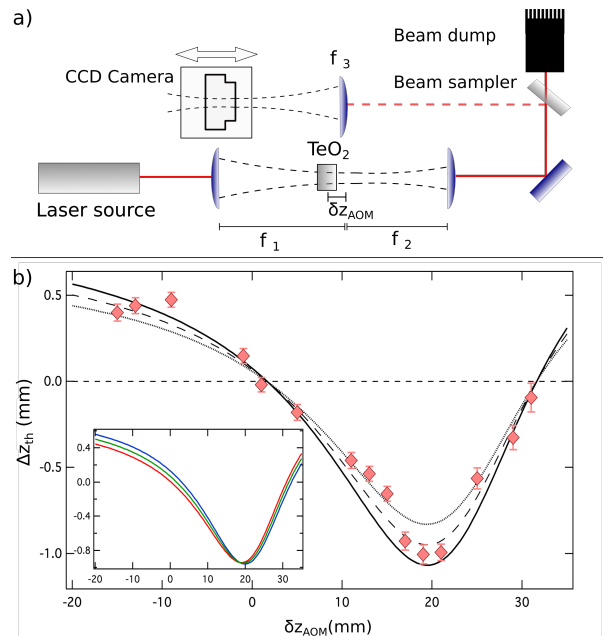 a)
Beam dump
f 3
CCD Camera
Beam sampler
TeO2
Laser source
δzAOM
f 1
f 2
b)
0.5
0.0
-0.5
-1.0
Δzth (mm)
0.4
0.0
-0.4
-0.8
-20
-10
0
10
20
30
-20
-10
0
10
20
30
δzAOM(mm)